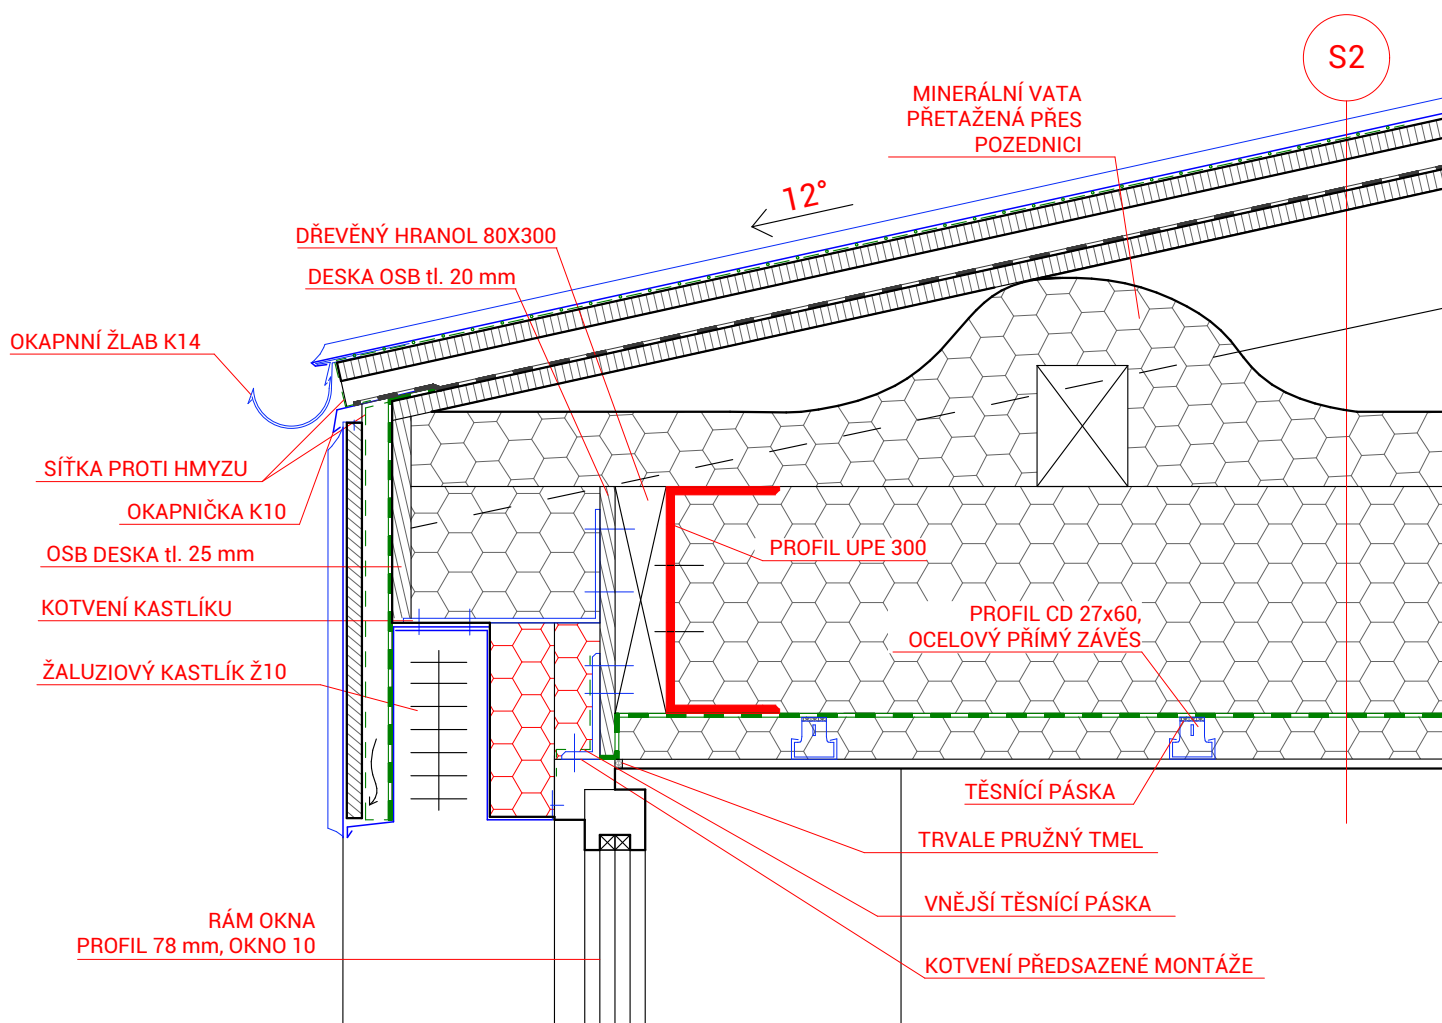 S2
MINERÁLNÍ VATA
PŘETAŽENÁ PŘES
POZEDNICI
12°
DŘEVĚNÝ HRANOL 80X300
DESKA OSB tl. 20 mm
OKAPNNÍ ŽLAB K14
SÍŤKA PROTI HMYZU
OKAPNIČKA K10
OSB DESKA tl. 25 mm
PROFIL UPE 300
KOTVENÍ KASTLÍKU
PROFIL CD 27x60,
OCELOVÝ PŘÍMÝ ZÁVĚS
ŽALUZIOVÝ KASTLÍK Ž10
TĚSNÍCÍ PÁSKA
TRVALE PRUŽNÝ TMEL
VNĚJŠÍ TĚSNÍCÍ PÁSKA
RÁM OKNA
PROFIL 78 mm, OKNO 10
KOTVENÍ PŘEDSAZENÉ MONTÁŽE